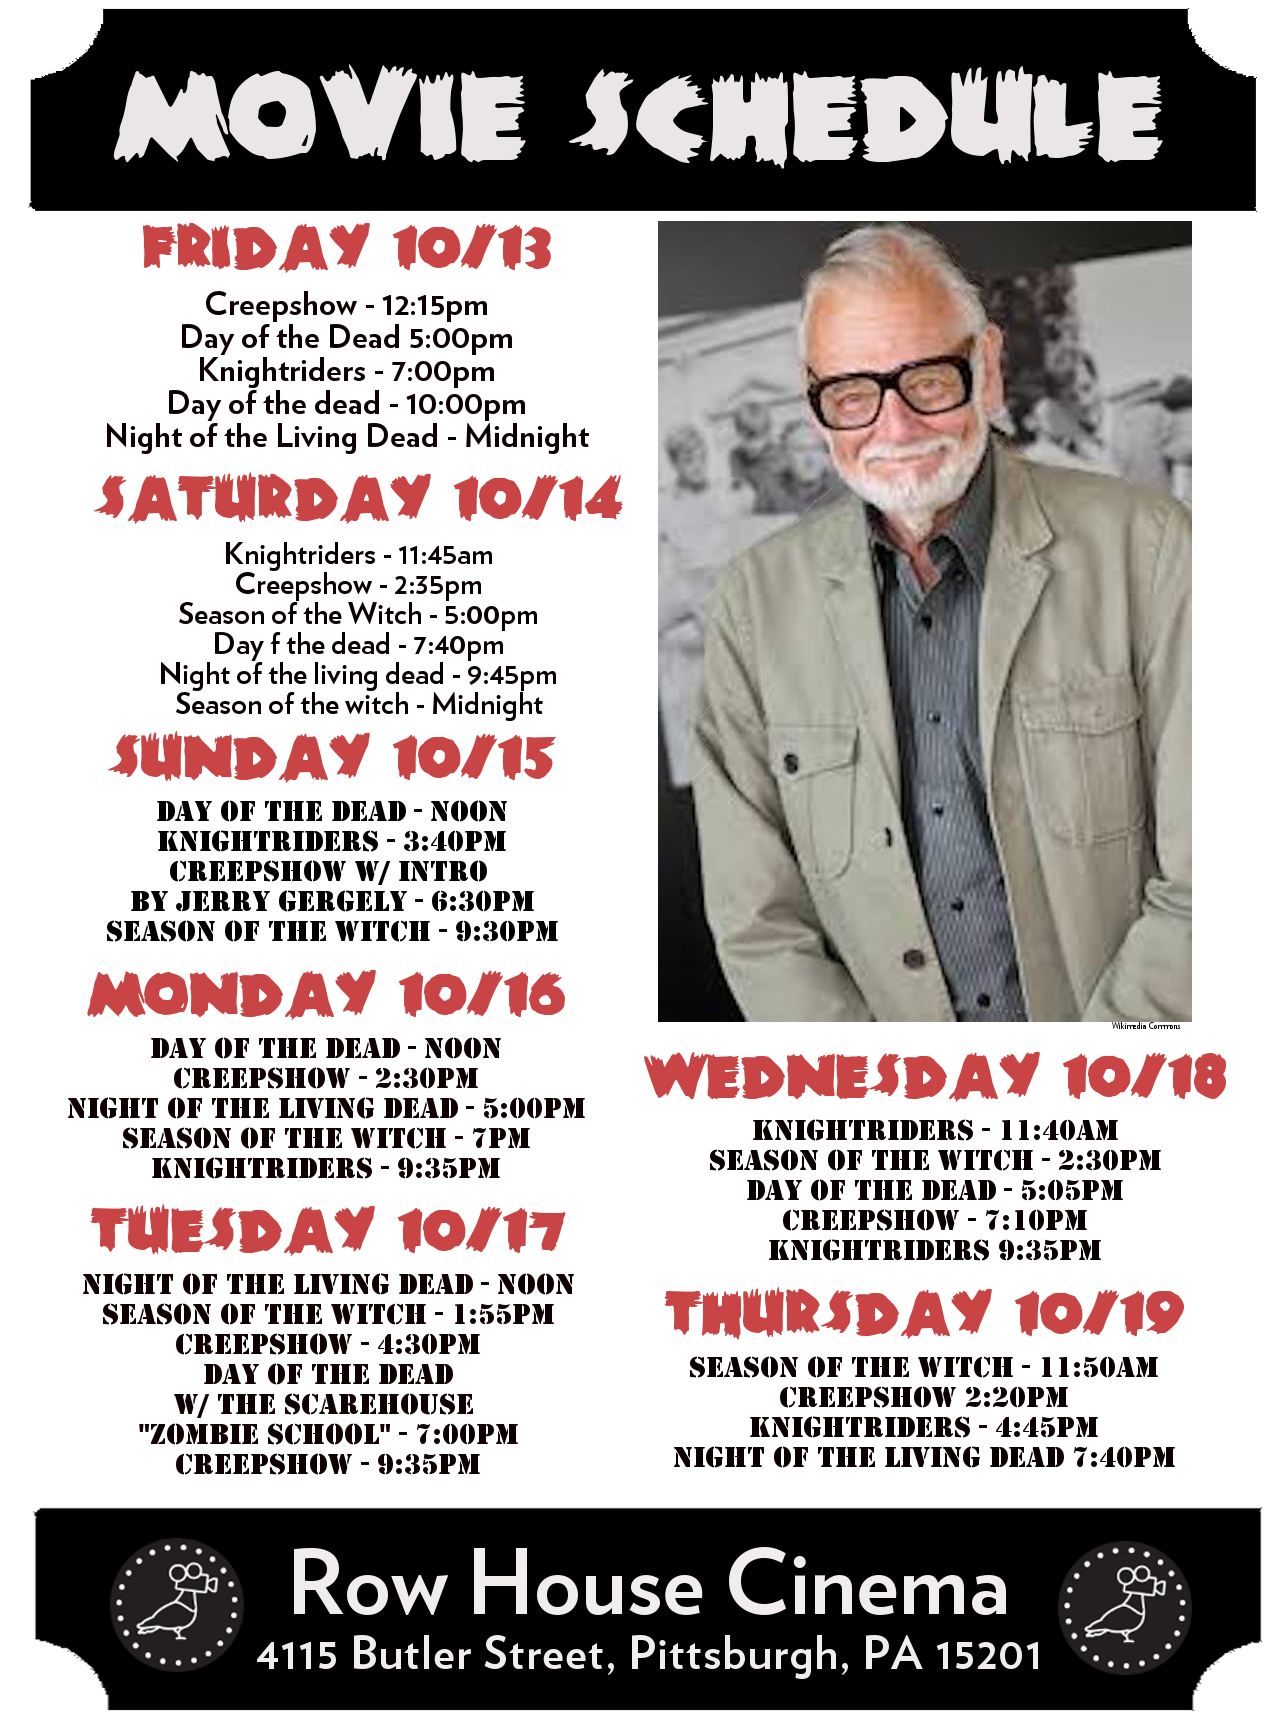 MOVIE SCHEDULE
FRIDAY 10/13
Creepshow - 12:15pm
Day of the Dead 5:00pm
Knightriders - 7:00pm
Day of the dead - 10:00pm
Night of the Living Dead - Midnight
SATURDAY 10/14
Knightriders - 11:45am
Creepshow - 2:35pm
Season of the Witch - 5:00pm
Day f the dead - 7:40pm
Night of the living dead - 9:45pm
Season of the witch - Midnight
SUNDAY 10/15
DAY OF THE DEAD - NOON
KNIGHTRIDERS - 3:40PM
CREEPSHOW W/ INTRO
BY JERRY GERGELY - 6:30PM
SEASON OF THE WITCH - 9:30PM
MONDAY 10/16
DAY OF THE DEAD - NOON
CREEPSHOW - 2:30PM
NIGHT OF THE LIVING DEAD - 5:00PM
SEASON OF THE WITCH - 7PM
KNIGHTRIDERS - 9:35PM
TUESDAY 10/17
NIGHT OF THE LIVING DEAD - NOON
SEASON OF THE WITCH - 1:55PM
CREEPSHOW - 4:30PM
DAY OF THE DEAD
W/ THE SCAREHOUSE
"ZOMBIE SCHOOL" - 7:00PM
CREEPSHOW - 9:35PM
Wikimedia Commons
WEDNESDAY 10/18
KNIGHTRIDERS - 11:40AM
SEASON OF THE WITCH - 2:30PM
DAY OF THE DEAD - 5:05PM
CREEPSHOW - 7:10PM
KNIGHTRIDERS 9:35PM
THURSDAY 10/19
SEASON OF THE WITCH - 11:50AM
CREEPSHOW 2:20PM
KNIGHTRIDERS - 4:45PM
NIGHT OF THE LIVING DEAD 7:40PM
Row House Cinema
4115 Butler Street, Pittsburgh, PA 15201